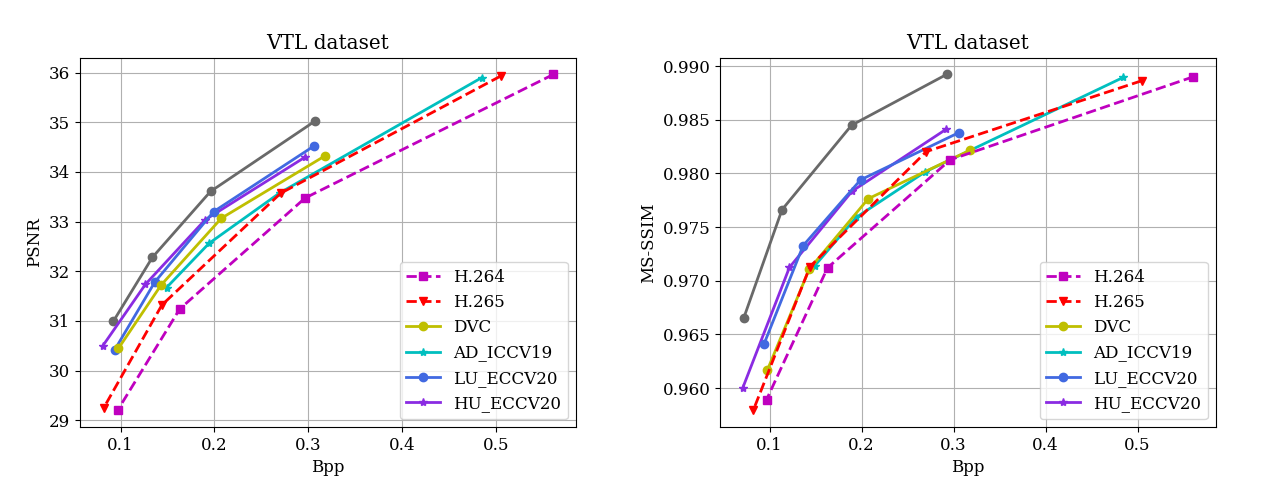 VTL dataset
PSNR
36
35
34
33
32
31
30
29
0.1 0.2 0.3 0.4 0.5
Bpp
H.264
H.265
DVC
AD_ICCV19
LU_ECCV20
HU_ECCV20
VTL dataset
MS-SSIM
0.990
0.985
0.980
0.975
0.970
0.965
0.960
0.1 0.2 0.3 0.4 0.5
Bpp
H.264
H.265
DVC
AD_ICCV19
LU_ECCV20
HU_ECCV20